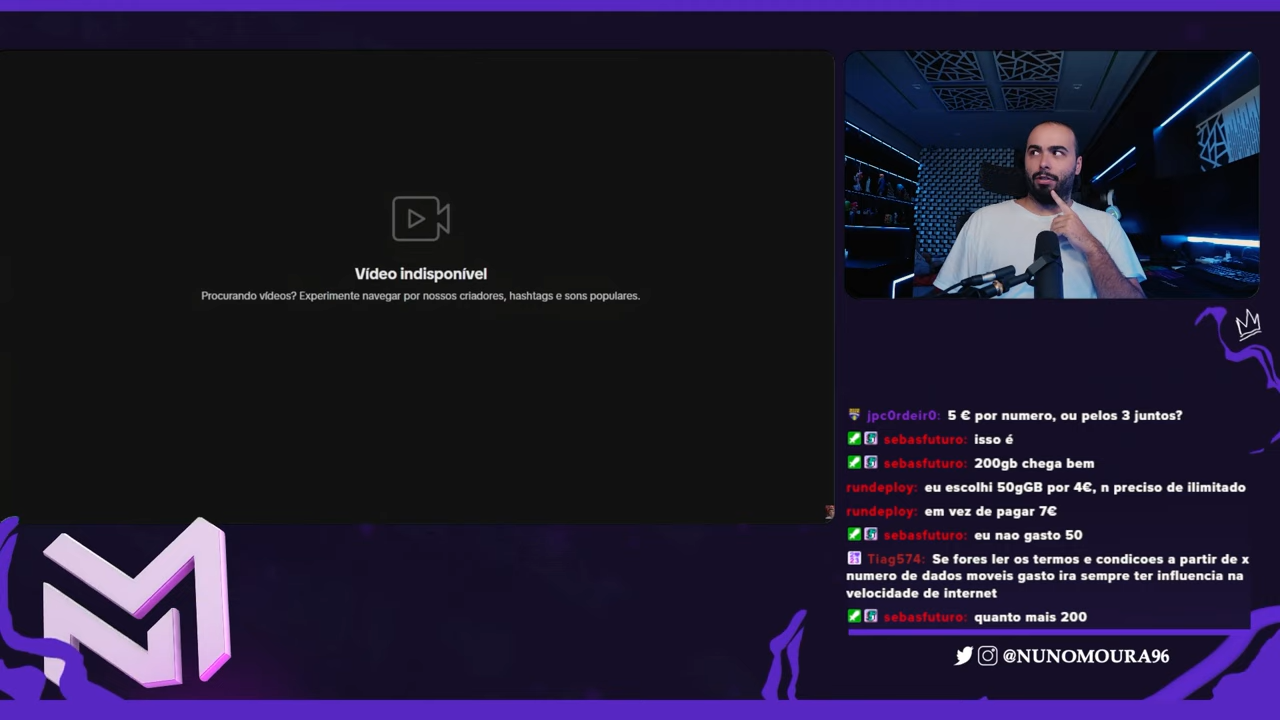 Vídeo indisponível
Procurando vídeos? Experimente navegar por nossos criadores, hashtags e sons populares.
jpc0rdeir0: 5 € por numero, ou pelos 3 juntos?
sebasfuturo: isso é
sebasfuturo: 200gb chega bem
rundeploy: eu escolhi 50gGB por 4€, n preciso de ilimitado
rundeploy: em vez de pagar 7€
sebasfuturo: eu nao gasto 50
Tiag574: Se fores ler os termos e condicoes a partir de x
numero de dados moveis gasto ira sempre ter influencia na
velocidade de internet
sebasfuturo: quanto mais 200
@NUNOMOURA96